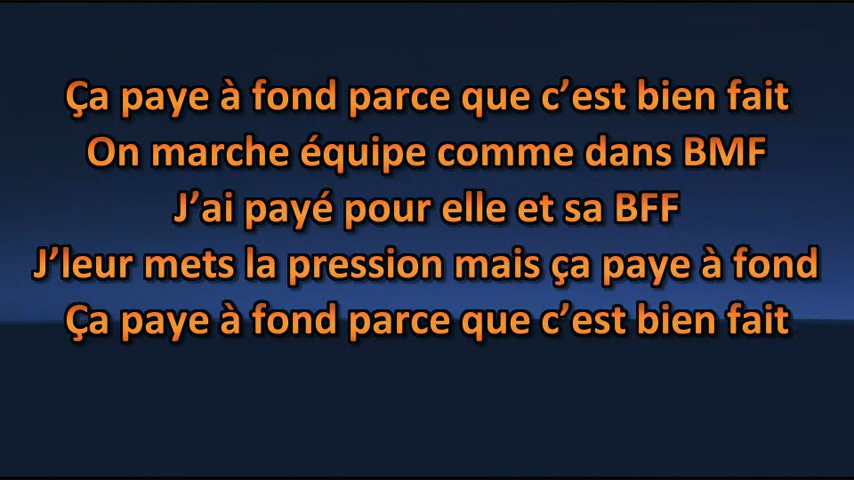 Ça paye à fond parce que c’est bien fait
On marche équipe comme dans BMF
J’ai payé pour elle et sa BFF
J’leur mets la pression mais ça paye à fond
Ça paye à fond parce que c’est bien fait